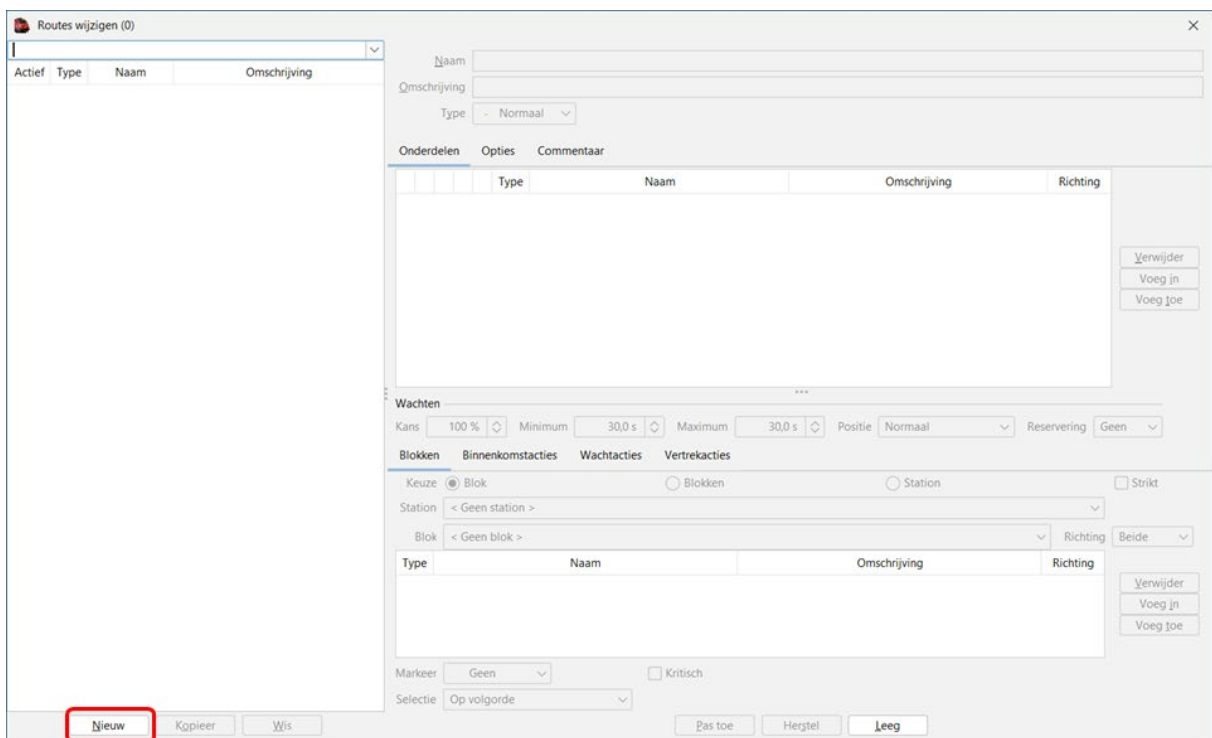 Routes wijzigen (0)
Actief Type Naam Omschrijving
Naam
Omschrijving
Type - Normaal
Onderdelen Opties Commentaar
Type Naam Omschrijving Richting
Verwijder
Voeg in
Voeg toe
Wachten
Kans 100 % Minimum 30,0 s Maximum 30,0 s Positie Normaal Reservering Geen
Blokken Binnenkomstacties Wachtacties Vertrekacties
Keuze Blok Blokken Station Strikt
Station < Geen station >
Blok < Geen blok > Richting Beide
Type Naam Omschrijving Richting
Verwijder
Voeg in
Voeg toe
Markeer Geen Kritisch
Selectie Op volgorde
Nieuw Kopieer Wis Pas toe Herstel Leeg